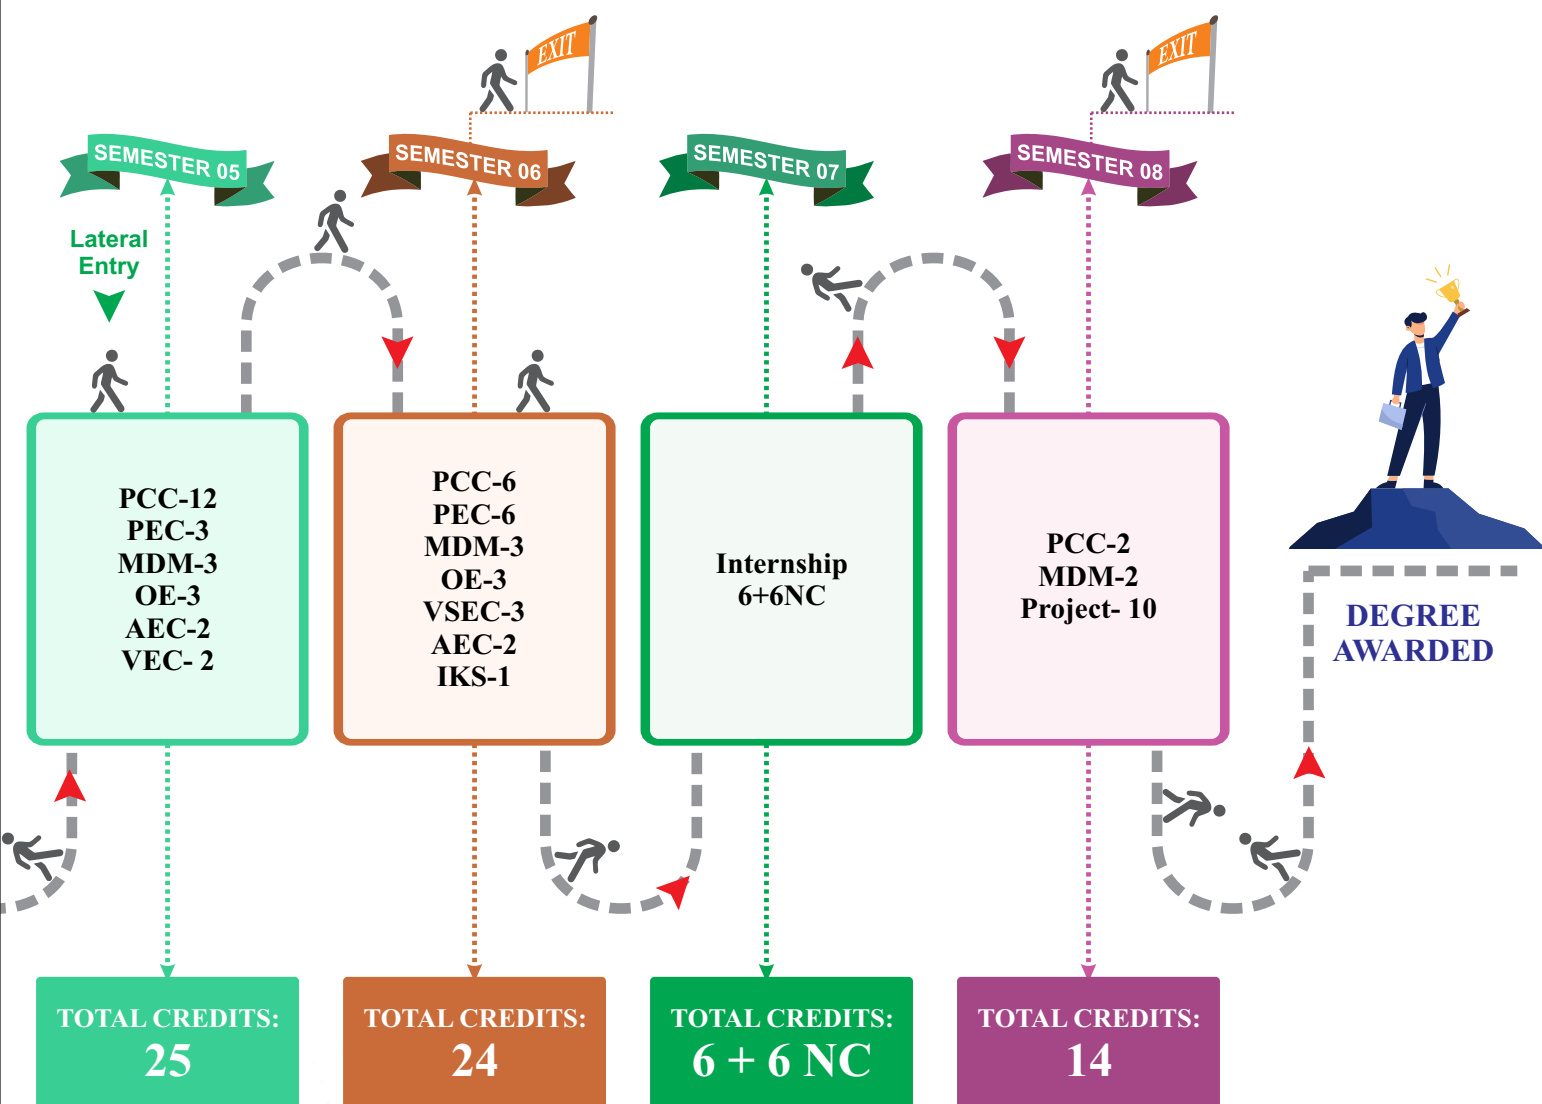 EXIT
EXIT
SEMESTER 05
SEMESTER 06
SEMESTER 07
SEMESTER 08
Lateral
Entry
PCC-12
PEC-3
MDM-3
OE-3
AEC-2
VEC- 2
PCC-6
PEC-6
MDM-3
OE-3
VSEC-3
AEC-2
IKS-1
Internship
6+6NC
PCC-2
MDM-2
Project- 10
DEGREE
AWARDED
TOTAL CREDITS:
25
TOTAL CREDITS:
24
TOTAL CREDITS:
6 + 6 NC
TOTAL CREDITS:
14